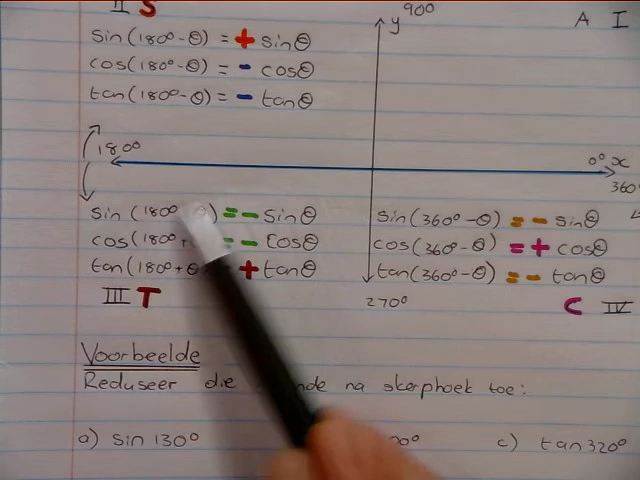 II S
90°
y
A I
sin(180°-θ) = + sinθ
cos(180°-θ) = - cosθ
tan(180°-θ) = - tanθ
180°
0° x
360°
sin(180° θ) = - sinθ
cos(180°+ = - cosθ
tan(180°+θ + tanθ
III T
sin(360°-θ) = - sinθ
cos(360°-θ) = + cosθ
tan(360°-θ) = - tanθ
270°
C IV
Voorbeelde
Reduseer die na skerphoek toe:
a) sin 130°
c) tan 320°